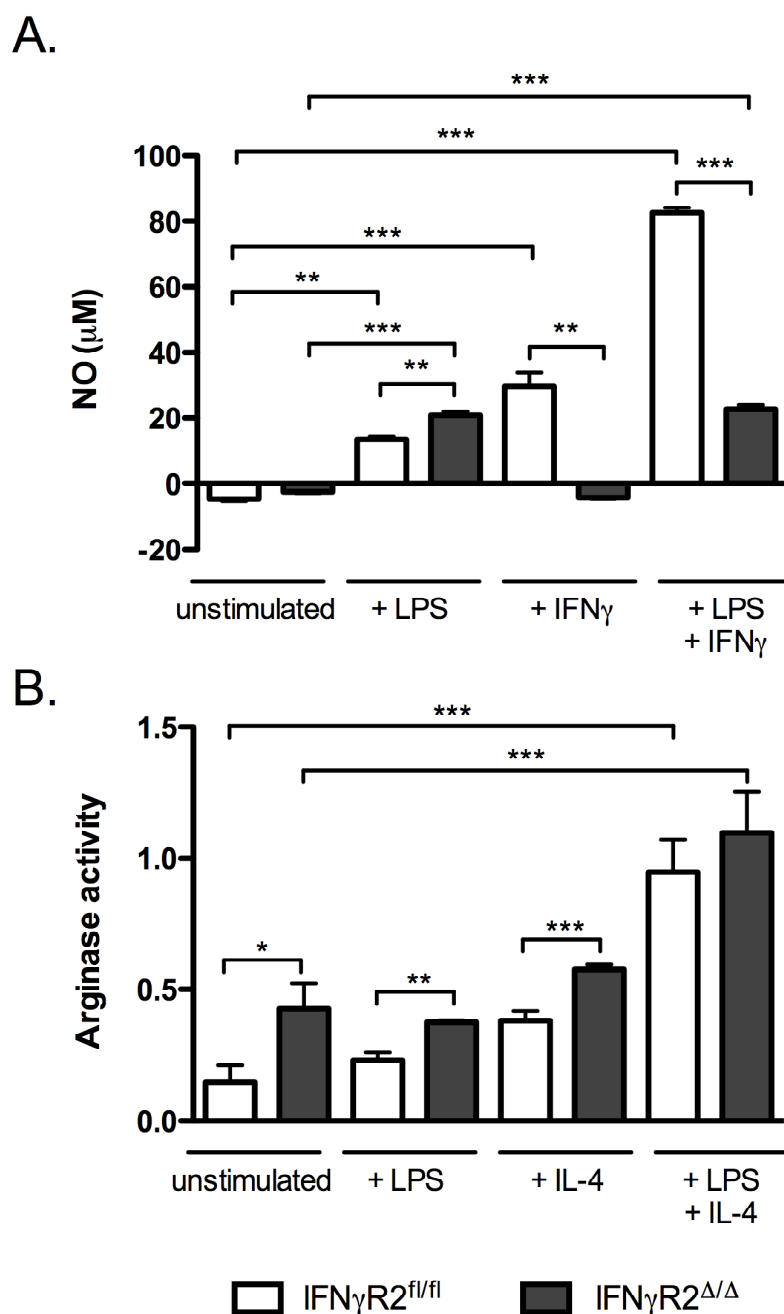 A.
***
***
100
***
80
***
60
**
***
**
40
**
20
0
-20
NO (μM)
unstimulated
+ LPS
+ IFNγ
+ LPS
+ IFNγ
B.
***
1.5
***
1.0
***
*
**
0.5
0.0
Arginase activity
unstimulated
+ LPS
+ IL-4
+ LPS
+ IL-4
IFNγR2fl/fl
IFNγR2Δ/Δ